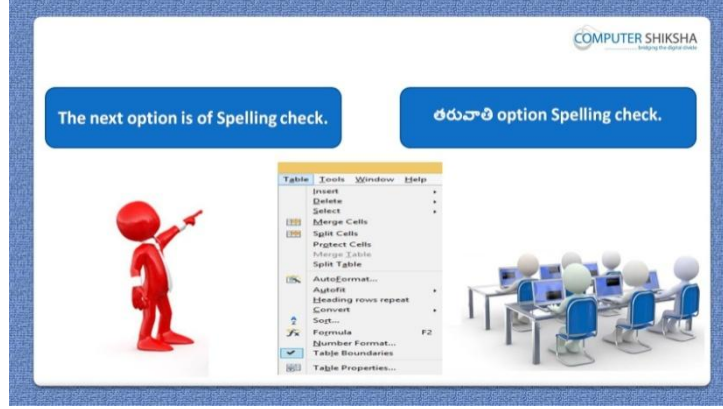 COMPUTER SHIKSHA
bridging the digital divide
The next option is of Spelling check.
తరువాతి option Spelling check.
Table Tools Window Help
Insert
Delete
Select
Merge Cells
Split Cells
Protect Cells
Merge Table
Split Table
AutoFormat...
Autofit
Heading rows repeat
Convert
Sort...
Formula F2
Number Format...
Table Boundaries
Table Properties...